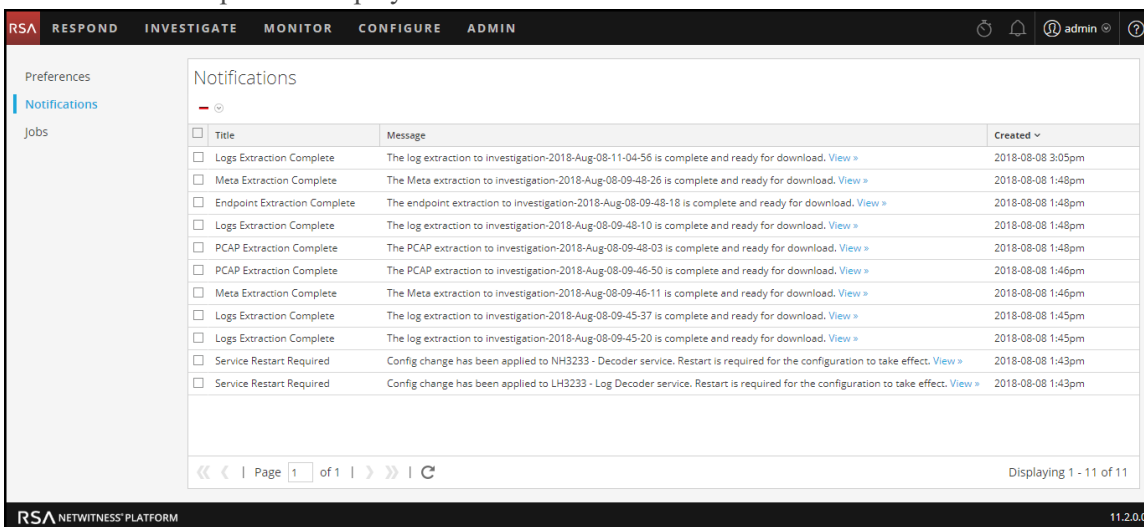 RSA RESPOND INVESTIGATE MONITOR CONFIGURE ADMIN admin
Preferences
Notifications
Jobs
Notifications
Title Message Created
Logs Extraction Complete The log extraction to investigation-2018-Aug-08-11-04-56 is complete and ready for download. View » 2018-08-08 3:05pm
Meta Extraction Complete The Meta extraction to investigation-2018-Aug-08-09-48-26 is complete and ready for download. View » 2018-08-08 1:48pm
Endpoint Extraction Complete The endpoint extraction to investigation-2018-Aug-08-09-48-18 is complete and ready for download. View » 2018-08-08 1:48pm
Logs Extraction Complete The log extraction to investigation-2018-Aug-08-09-48-10 is complete and ready for download. View » 2018-08-08 1:48pm
PCAP Extraction Complete The PCAP extraction to investigation-2018-Aug-08-09-48-03 is complete and ready for download. View » 2018-08-08 1:48pm
PCAP Extraction Complete The PCAP extraction to investigation-2018-Aug-08-09-46-50 is complete and ready for download. View » 2018-08-08 1:46pm
Meta Extraction Complete The Meta extraction to investigation-2018-Aug-08-09-46-11 is complete and ready for download. View » 2018-08-08 1:46pm
Logs Extraction Complete The log extraction to investigation-2018-Aug-08-09-45-37 is complete and ready for download. View » 2018-08-08 1:45pm
Logs Extraction Complete The log extraction to investigation-2018-Aug-08-09-45-20 is complete and ready for download. View » 2018-08-08 1:45pm
Service Restart Required Config change has been applied to NH3233 - Decoder service. Restart is required for the configuration to take effect. View » 2018-08-08 1:43pm
Service Restart Required Config change has been applied to LH3233 - Log Decoder service. Restart is required for the configuration to take effect. View » 2018-08-08 1:43pm
Page 1 of 1 Displaying 1 - 11 of 11
RSA NETWITNESS® PLATFORM 11.2.0.0